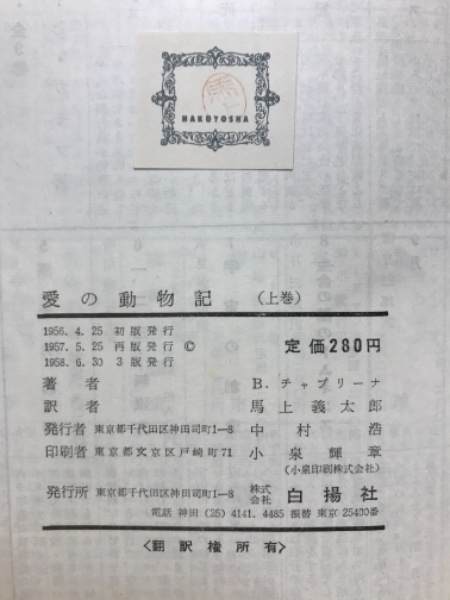 HAKUYOSHA
愛の動物記 (上巻)
1956. 4. 25 初版発行
1957. 5. 25 再版発行 ©
1958. 6. 30 3版発行
定価280円
著者 B. チャプリーナ
訳者 馬上義太郎
発行者 東京都千代田区神田司町1−8 中村浩
印刷者 東京都文京区戸崎町71 小泉輝章
(小泉印刷株式会社)
発行所 東京都千代田区神田司町1−8 株式会社 白揚社
電話 神田 (25) 4141. 4485 振替 東京 25400番
〈翻訳権所有〉